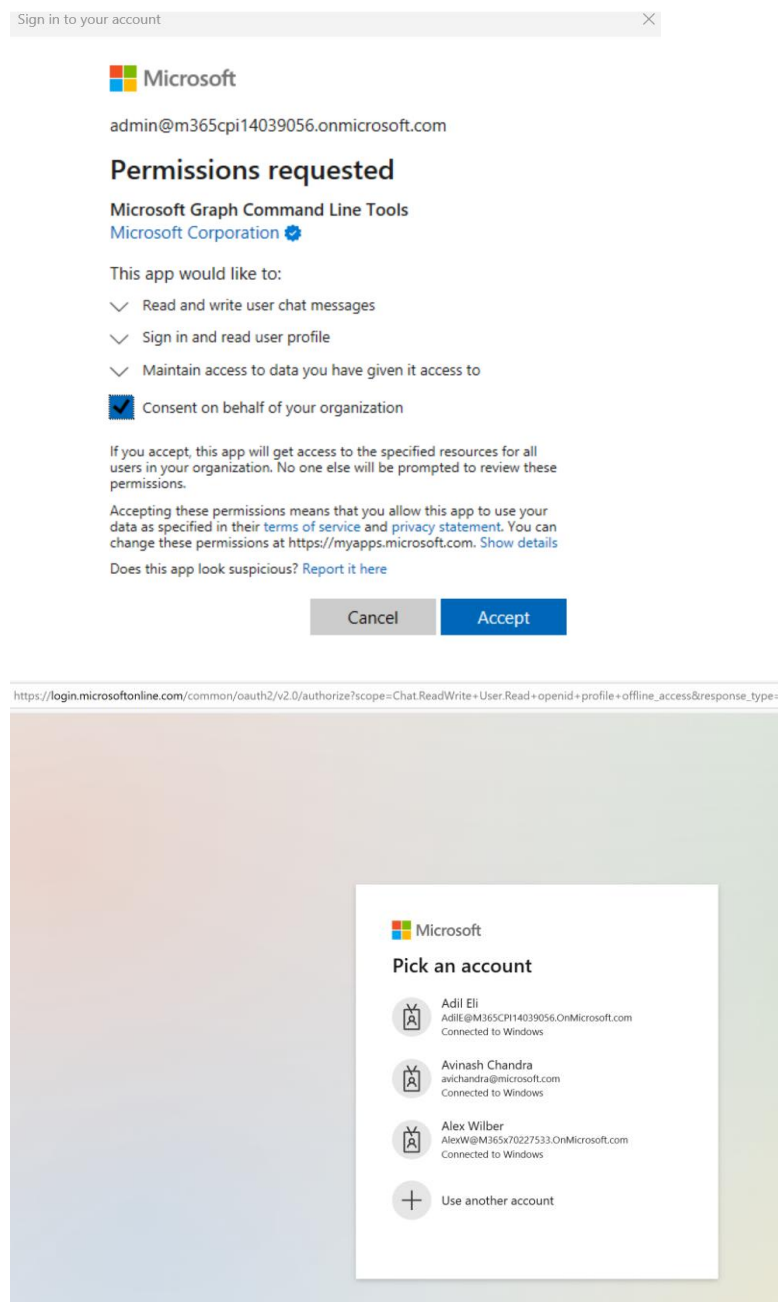 Sign in to your account
Microsoft
admin@m365cpi14039056.onmicrosoft.com
Permissions requested
Microsoft Graph Command Line Tools
Microsoft Corporation
This app would like to:
Read and write user chat messages
Sign in and read user profile
Maintain access to data you have given it access to
Consent on behalf of your organization
If you accept, this app will get access to the specified resources for all
users in your organization. No one else will be prompted to review these
permissions.
Accepting these permissions means that you allow this app to use your
data as specified in their terms of service and privacy statement. You can
change these permissions at https://myapps.microsoft.com. Show details
Does this app look suspicious? Report it here
Cancel Accept
https://login.microsoftonline.com/common/oauth2/v2.0/authorize?scope=Chat.ReadWrite+User.Read+openid+profile+offline_access&response_type=
Microsoft
Pick an account
Adil Eli
AdilE@M365CPI14039056.OnMicrosoft.com
Connected to Windows
Avinash Chandra
avichandra@microsoft.com
Connected to Windows
Alex Wilber
AlexW@M365x70227533.OnMicrosoft.com
Connected to Windows
Use another account